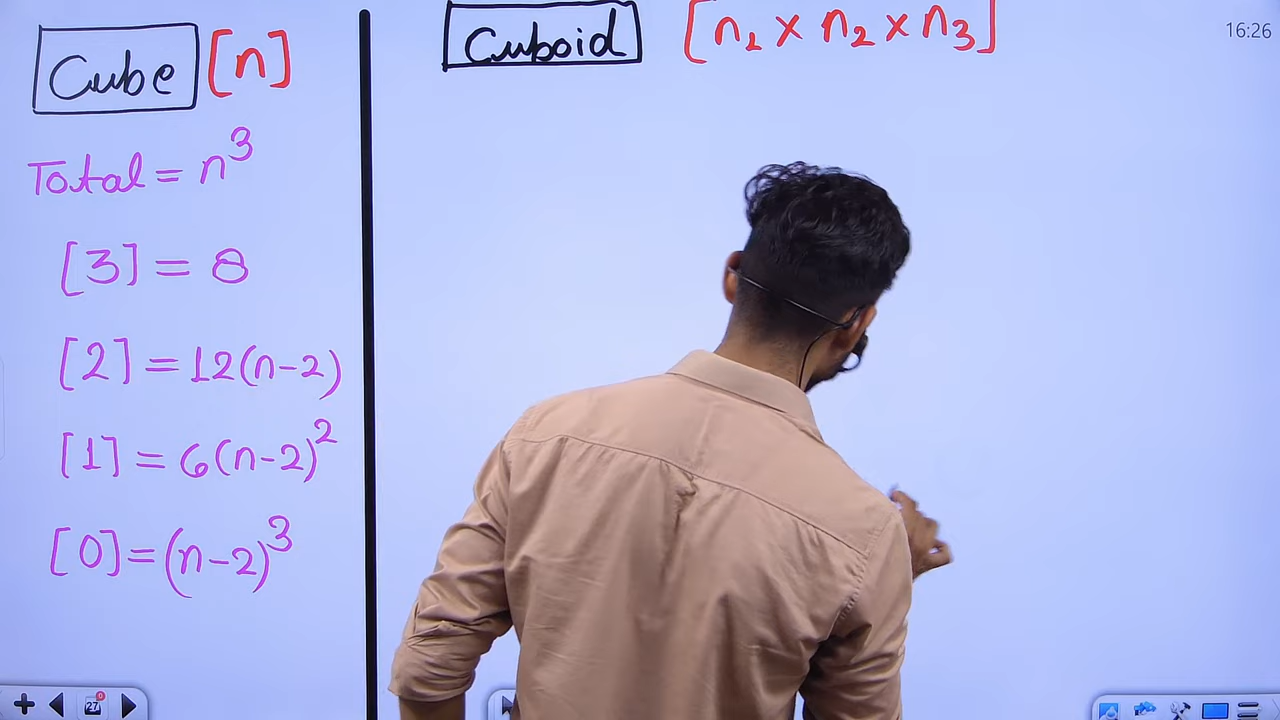 Cube [n]
Total = n³
[3] = 8
[2] = 12(n-2)
[1] = 6(n-2)²
[0] = (n-2)³
Cuboid [n₁ × n₂ × n₃]
16:26
27